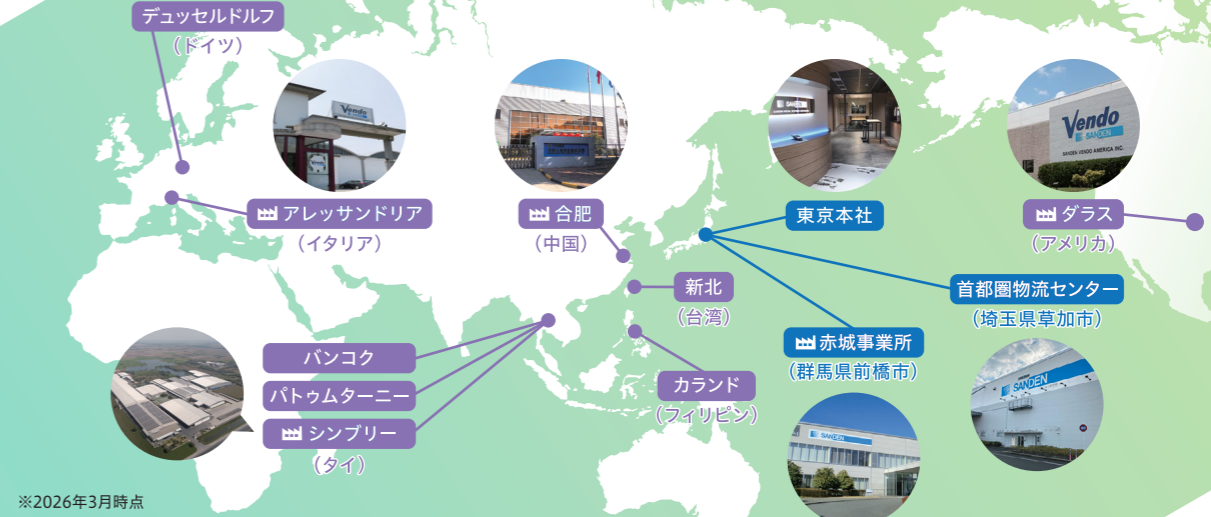 デュッセルドルフ
（ドイツ）
Vendo
アレッサンドリア
（イタリア）
合肥
（中国）
SANDEN
東京本社
Vendo
SANDEN
SANDEN VENDO AMERICA INC.
ダラス
（アメリカ）
新北
（台湾）
首都圏物流センター
（埼玉県草加市）
赤城事業所
（群馬県前橋市）
バンコク
パトゥムターニー
シンブリー
（タイ）
カランド
（フィリピン）
SANDEN
SANDEN
※2026年3月時点